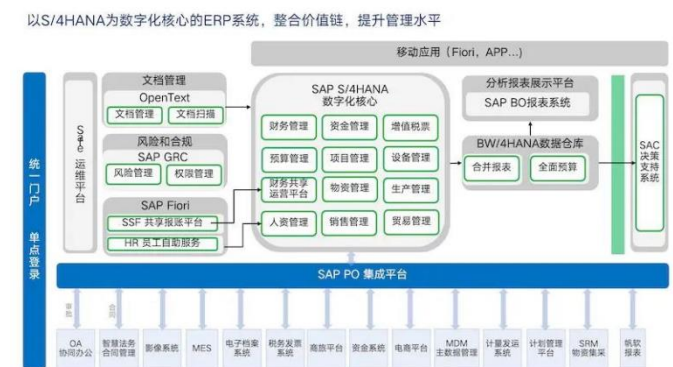 以S/4HANA为数字化核心的ERP系统，整合价值链，提升管理水平
移动应用（Fiori，APP...）
统一门户 单点登录
运维平台
文档管理
OpenText
文档管理 文档扫描
风险和合规
SAP GRC
风险管理 权限管理
SAP Fiori
SSF 共享报账平台
HR 员工自助服务
SAP S/4HANA
数字化核心
财务管理 资金管理 增值税票
预算管理 项目管理 设备管理
财务共享
运营平台
物资管理 生产管理
人资管理 销售管理 贸易管理
分析报表展示平台
SAP BO报表系统
BW/4HANA数据仓库
合并报表 全面预算
SAC
决策
支持
系统
SAP PO 集成平台
合同
OA
协同办公
智慧法务
合同管理
影像系统
MES
电子档案
系统
税务发票
系统
商旅平台
资金系统
电商平台
MDM
主数据管理
计量发运
系统
计划管理
平台
SRM
物资集采
帆软
报表